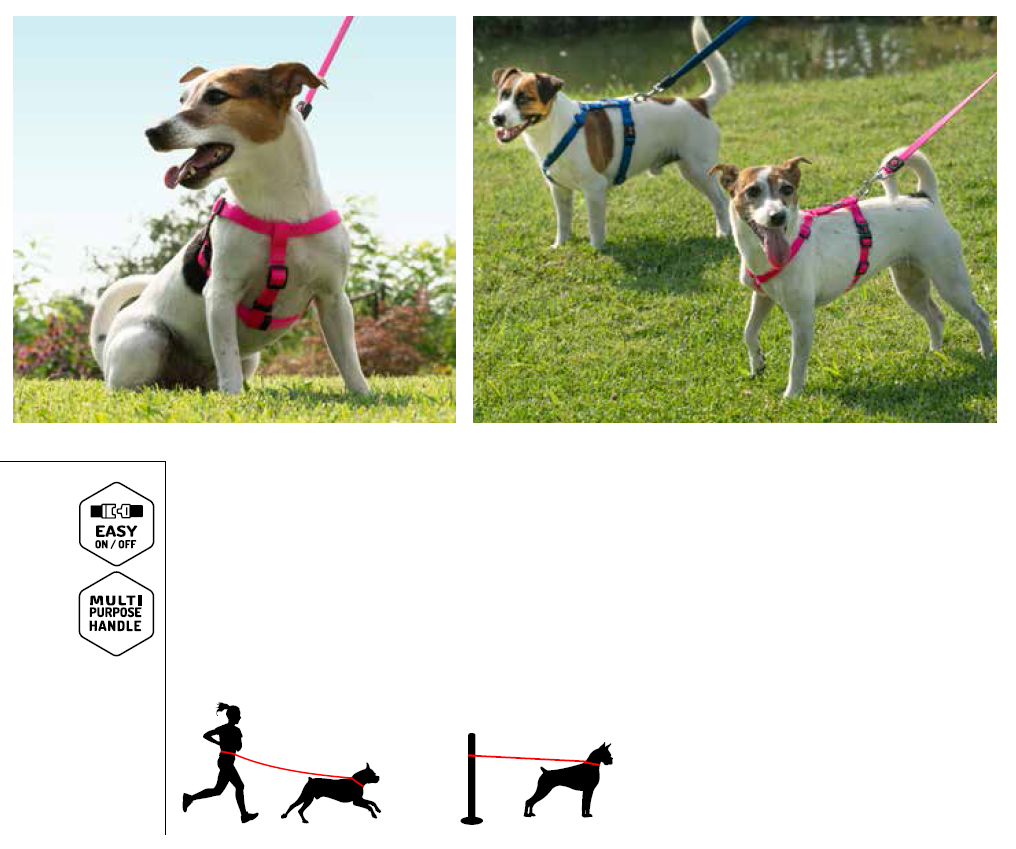 EASY
ON / OFF
MULTI
PURPOSE
HANDLE